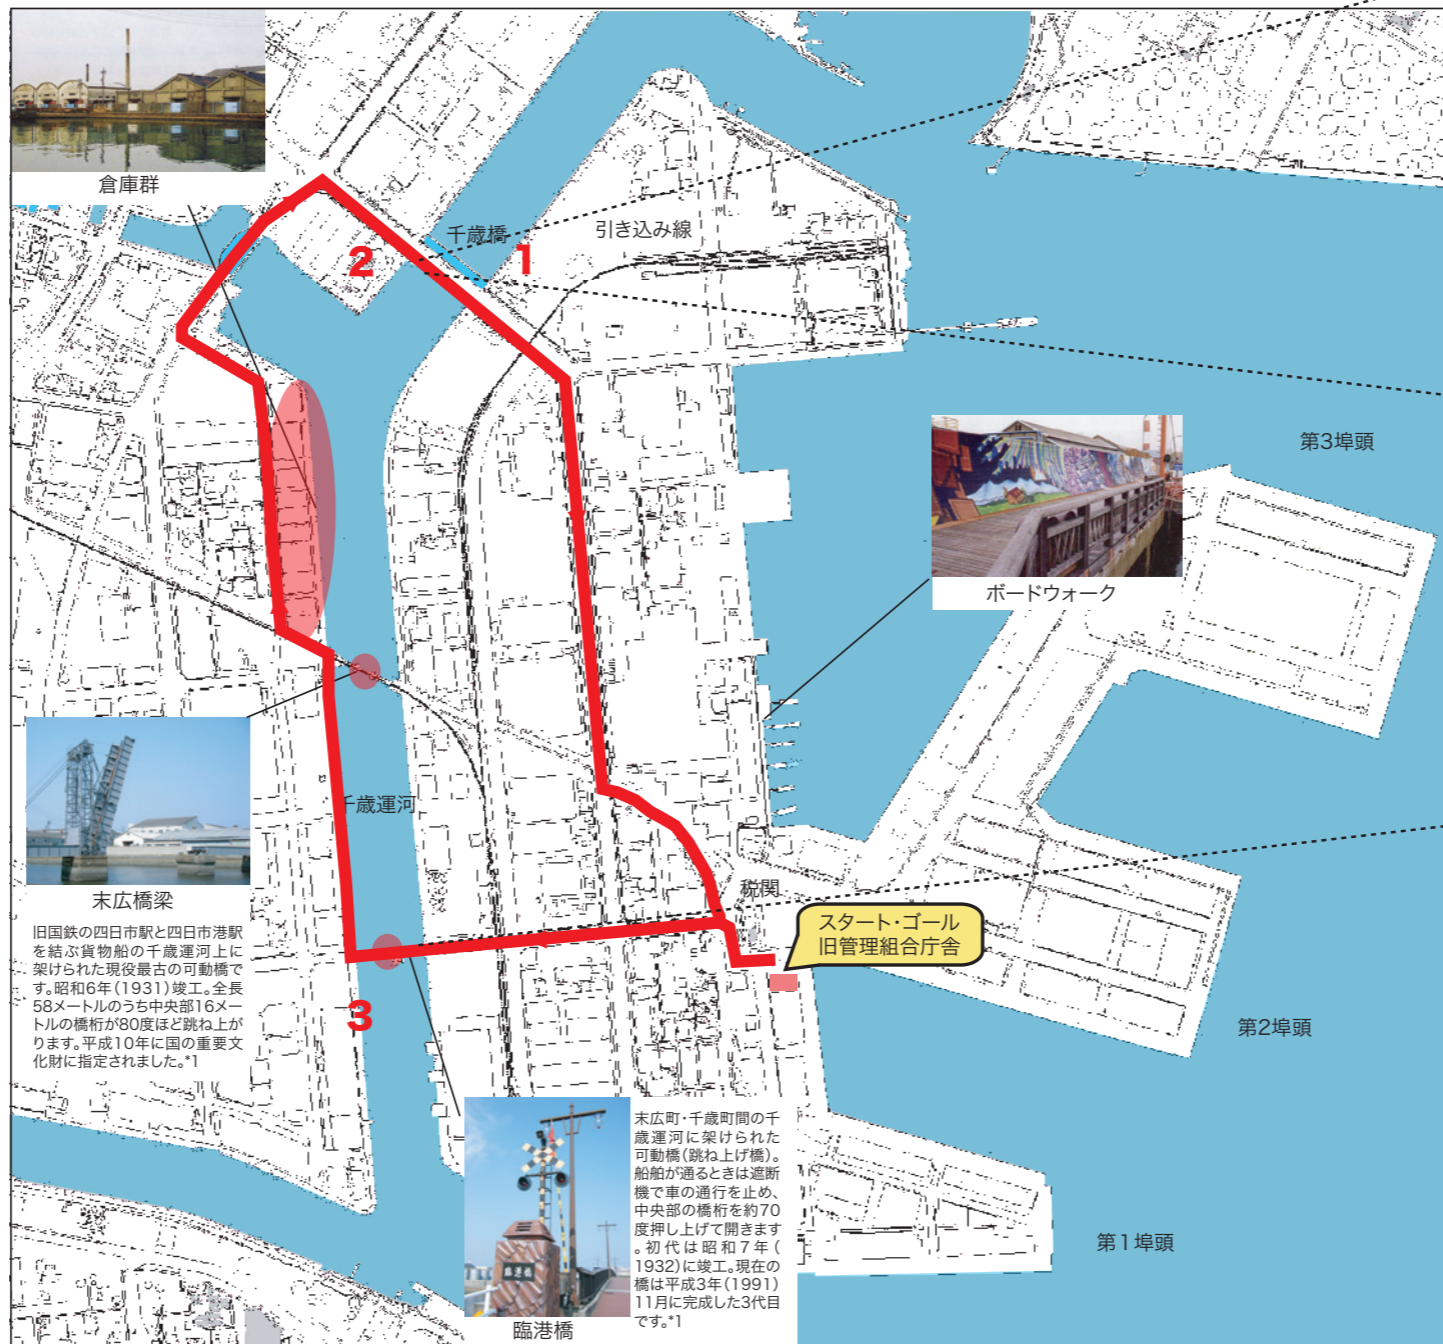 倉庫群
千歳橋
1
引き込み線
2
第3埠頭
ボードウォーク
千歳運河
末広橋梁
旧国鉄の四日市駅と四日市港駅
を結ぶ貨物船の千歳運河上に
架けられた現役最古の可動橋で
す。昭和6年(1931)竣工。全長
58メートルのうち中央部16メー
トルの橋桁が80度ほど跳ね上が
ります。平成10年に国の重要文
化財に指定されました。*1
税関
スタート・ゴール
旧管理組合庁舎
3
第2埠頭
臨港橋
末広町・千歳町間の千
歳運河に架けられた
可動橋(跳ね上げ橋)。
船舶が通るときは遮断
機で車の通行を止め、
中央部の橋桁を約70
度押し上げて開きます
。初代は昭和7年(
1932)に竣工。現在の
橋は平成3年(1991)
11月に完成した3代目
です。*1
臨港橋
第1埠頭